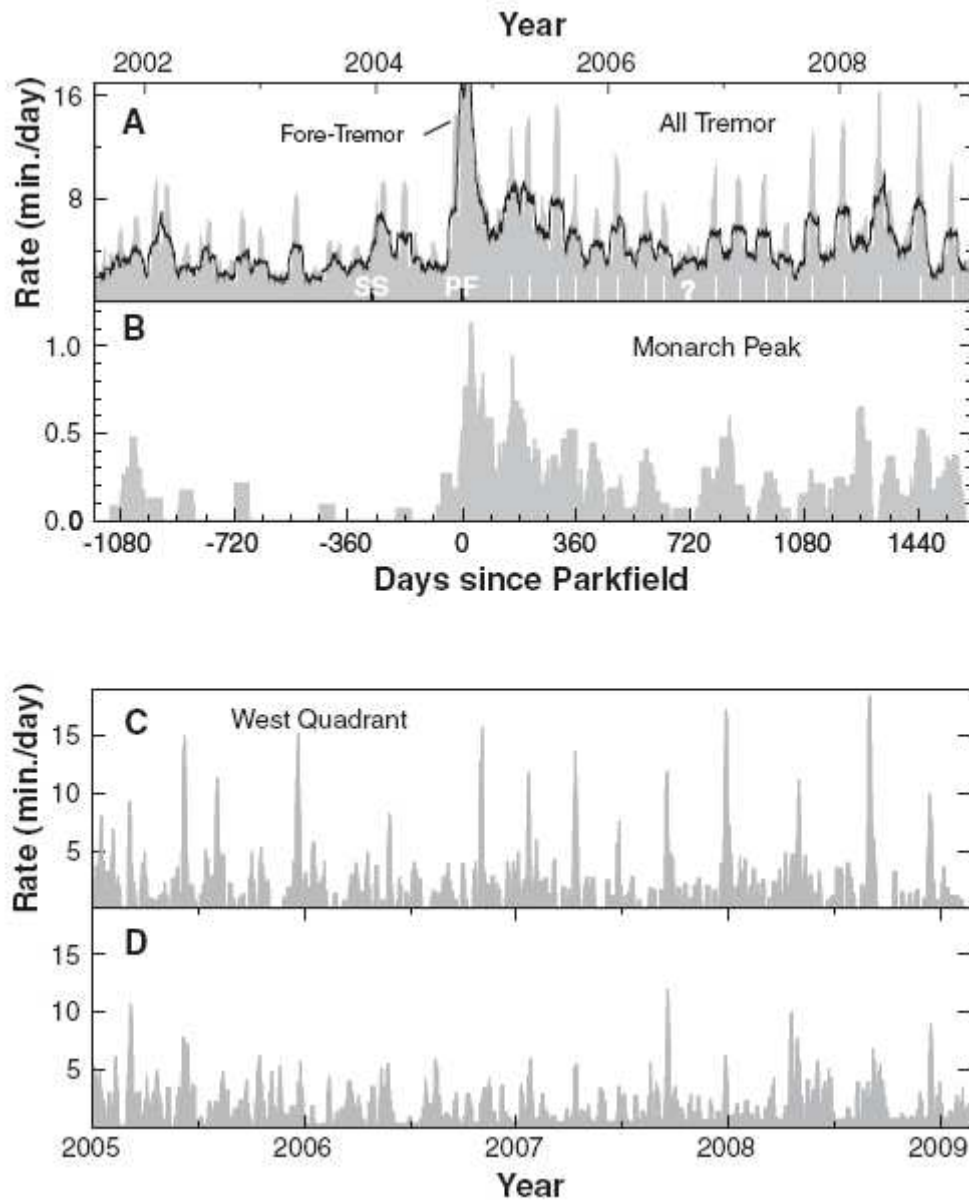 Year
2002 2004 2006 2008
16
A
Fore-Tremor
All Tremor
8
Rate (min./day)
SS PF ?
B
Monarch Peak
1.0
0.5
0.0
-1080 -720 -360 0 360 720 1080 1440
Days since Parkfield
C
West Quadrant
15
10
5
Rate (min./day)
D
15
10
5
2005 2006 2007 2008 2009
Year